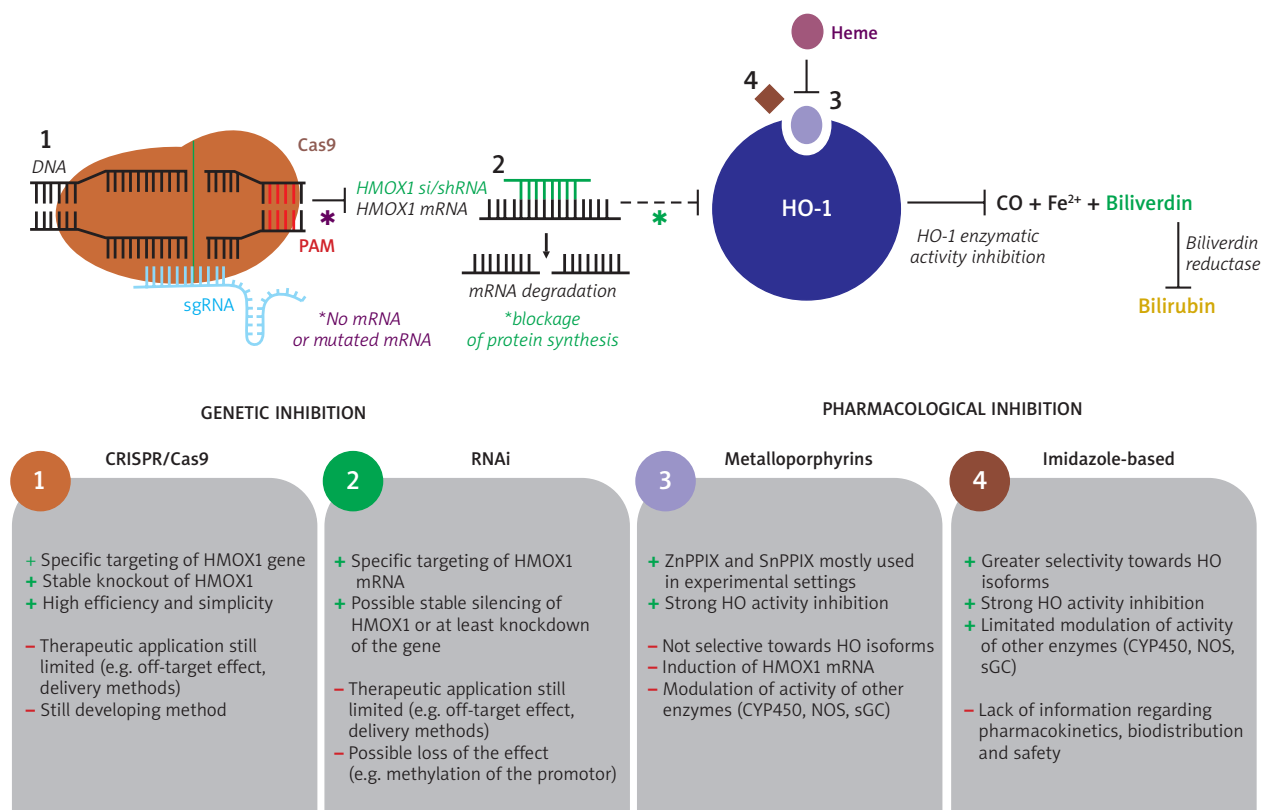 Heme
4
3
1
DNA
Cas9
HMOX1 si/shRNA
HMOX1 mRNA
2
*
PAM
*
HO-1
CO + Fe²⁺ + Biliverdin
HO-1 enzymatic
activity inhibition
Biliverdin
reductase
mRNA degradation
sgRNA
Bilirubin
*No mRNA
or mutated mRNA
*blockage
of protein synthesis
GENETIC INHIBITION
PHARMACOLOGICAL INHIBITION
1
CRISPR/Cas9
+ Specific targeting of HMOX1 gene
+ Stable knockout of HMOX1
+ High efficiency and simplicity
– Therapeutic application still
limited (e.g. off-target effect,
delivery methods)
– Still developing method
2
RNAi
+ Specific targeting of HMOX1
mRNA
+ Possible stable silencing of
HMOX1 or at least knockdown
of the gene
– Therapeutic application still
limited (e.g. off-target effect,
delivery methods)
– Possible loss of the effect
(e.g. methylation of the promotor)
3
Metalloporphyrins
+ ZnPPIX and SnPPIX mostly used
in experimental settings
+ Strong HO activity inhibition
– Not selective towards HO isoforms
– Induction of HMOX1 mRNA
– Modulation of activity of other
enzymes (CYP450, NOS, sGC)
4
Imidazole-based
+ Greater selectivity towards HO
isoforms
+ Strong HO activity inhibition
+ Limitated modulation of activity
of other enzymes (CYP450, NOS,
sGC)
– Lack of information regarding
pharmacokinetics, biodistribution
and safety